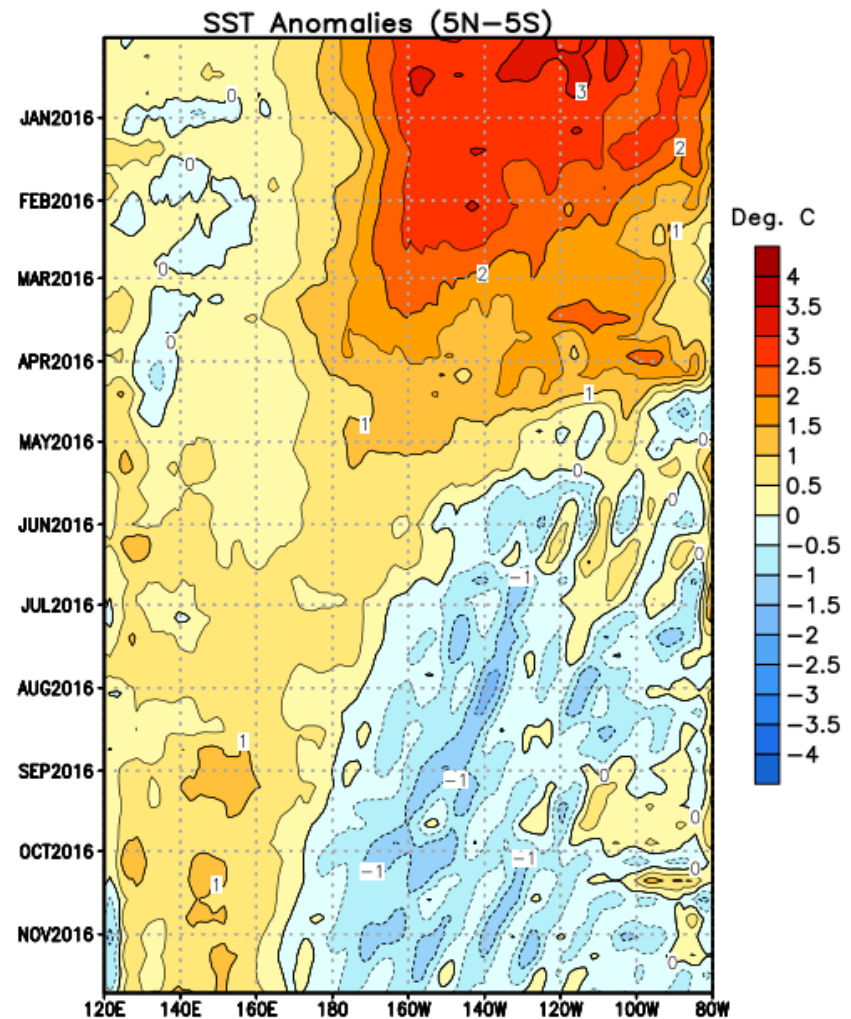 SST Anomalies (5N–5S)
0
3
JAN2016
2
0
FEB2016
1
0
2
MAR2016
0
APR2016
1
1
MAY2016
0
0
0
JUN2016
0
–1
JUL2016
AUG2016
1
SEP2016
–1
0
0
OCT2016
–1
–1
0
1
NOV2016
0
120E 140E 160E 180 160W 140W 120W 100W 80W
Deg. C
4
3.5
3
2.5
2
1.5
1
0.5
0
–0.5
–1
–1.5
–2
–2.5
–3
–3.5
–4